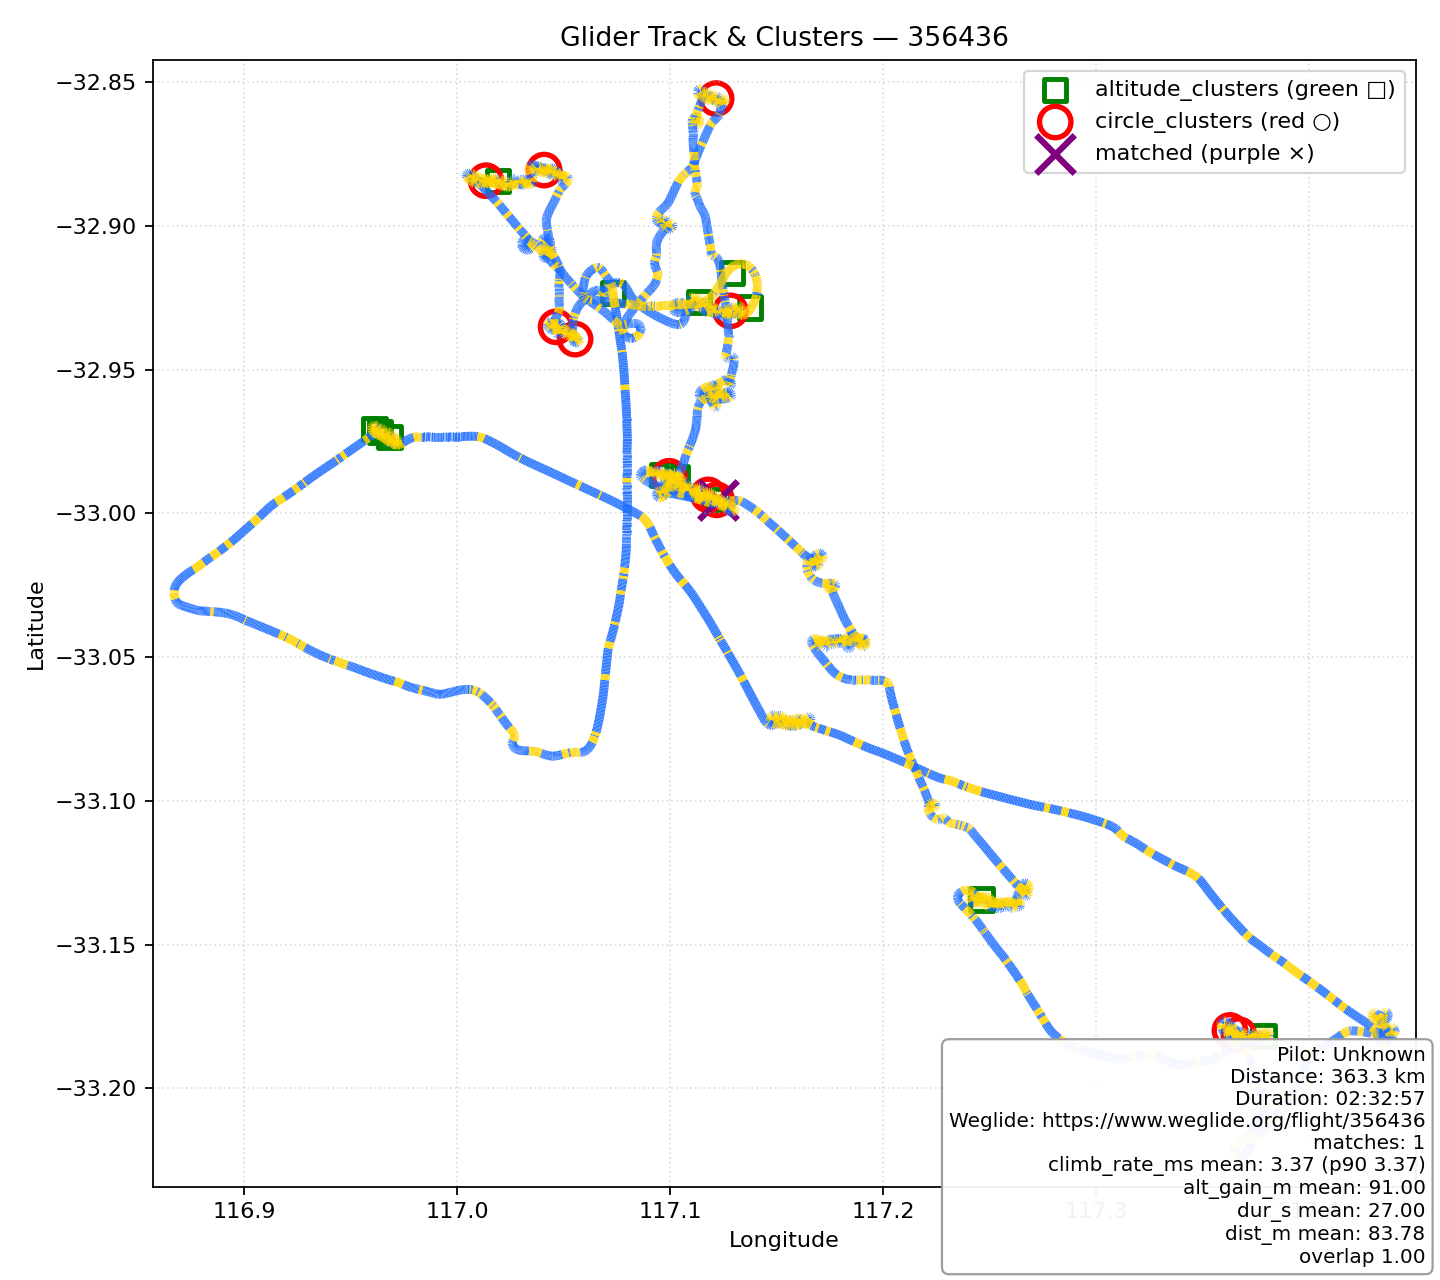 Glider Track & Clusters — 356436
altitude_clusters (green □)
circle_clusters (red ○)
matched (purple ×)
−32.85
−32.90
−32.95
−33.00
−33.05
−33.10
−33.15
−33.20
Latitude
116.9
117.0
117.1
117.2
117.3
Longitude
Pilot: Unknown
Distance: 363.3 km
Duration: 02:32:57
Weglide: https://www.weglide.org/flight/356436
matches: 1
climb_rate_ms mean: 3.37 (p90 3.37)
alt_gain_m mean: 91.00
dur_s mean: 27.00
dist_m mean: 83.78
overlap 1.00